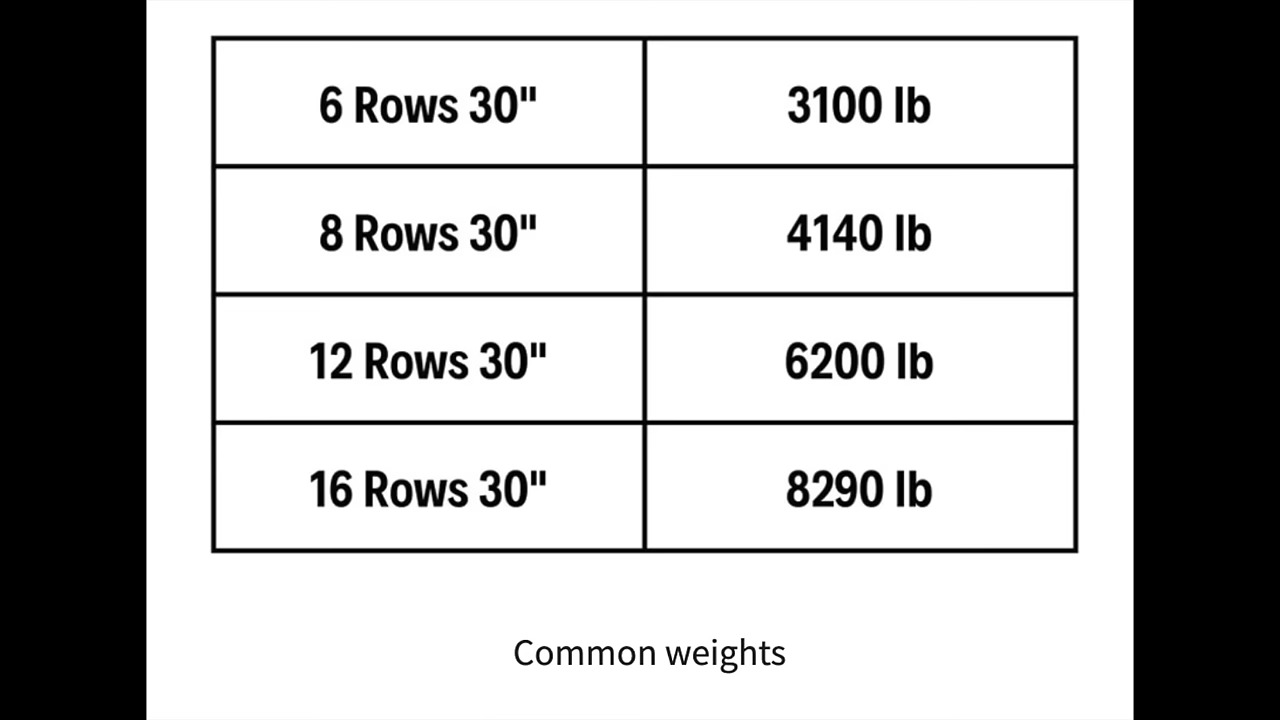 6 Rows 30" 3100 lb
8 Rows 30" 4140 lb
12 Rows 30" 6200 lb
16 Rows 30" 8290 lb
Common weights